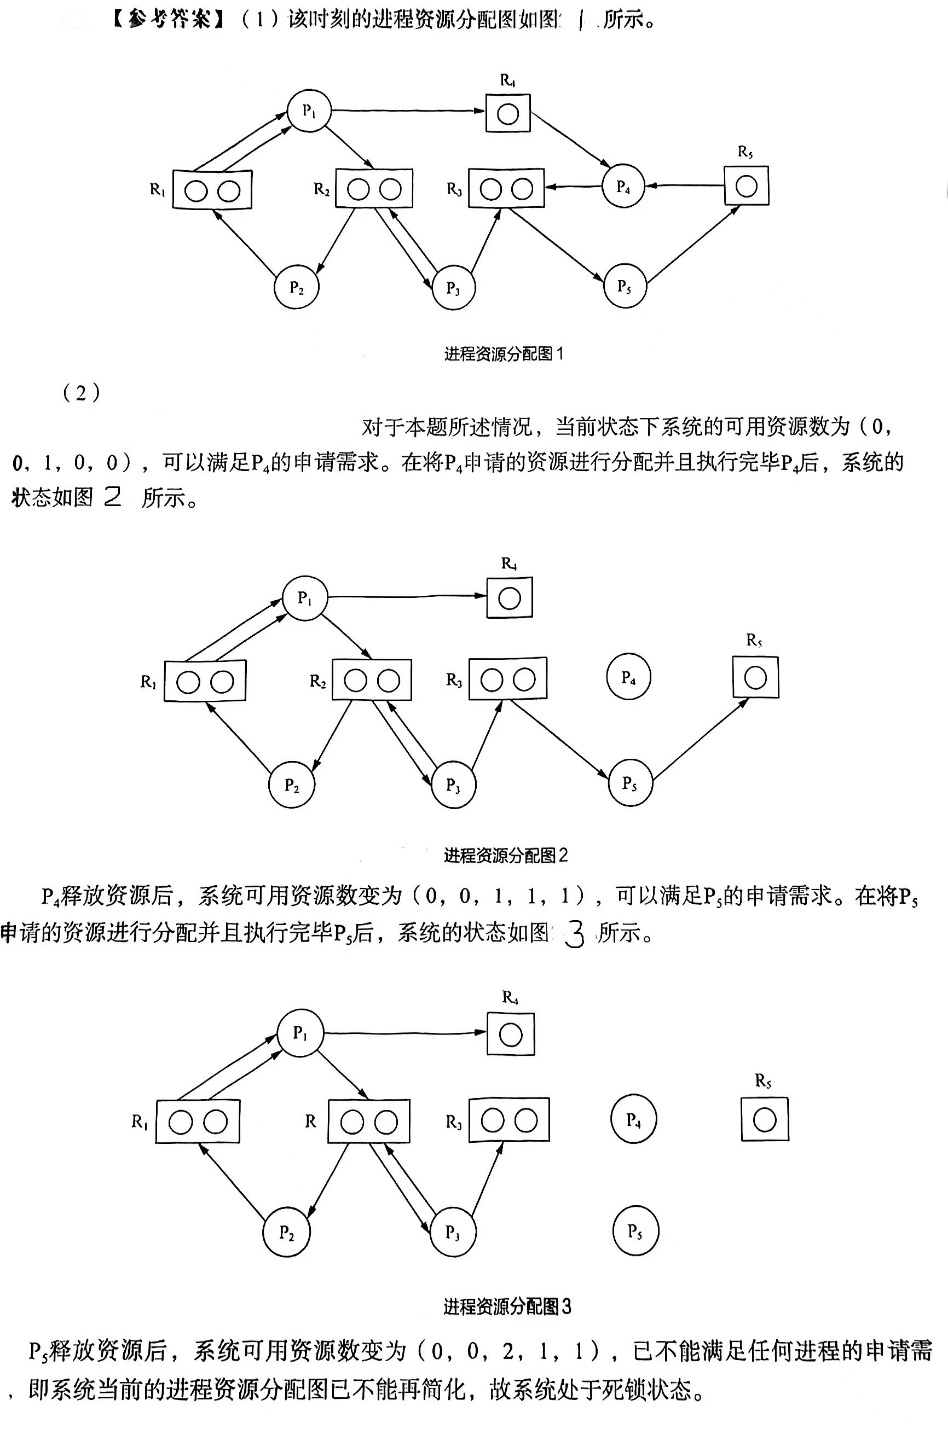 【参考答案】（1）该时刻的进程资源分配图如图 1 所示。
R₄
P₁
R₅
R₁
R₂
R₃
P₄
P₂
P₃
P₅
进程资源分配图1
（2）
对于本题所述情况，当前状态下系统的可用资源数为（0，
0，1，0，0），可以满足P₄的申请需求。在将P₄申请的资源进行分配并且执行完毕P₄后，系统的
状态如图 2 所示。
R₄
P₁
R₅
R₁
R₂
R₃
P₄
P₂
P₃
P₅
进程资源分配图2
P₄释放资源后，系统可用资源数变为（0，0，1，1，1），可以满足P₅的申请需求。在将P₅
申请的资源进行分配并且执行完毕P₅后，系统的状态如图 3 所示。
R₄
P₁
R₅
R₁
R
R₃
P₄
P₂
P₃
P₅
进程资源分配图3
P₅释放资源后，系统可用资源数变为（0，0，2，1，1），已不能满足任何进程的申请需
，即系统当前的进程资源分配图已不能再简化，故系统处于死锁状态。